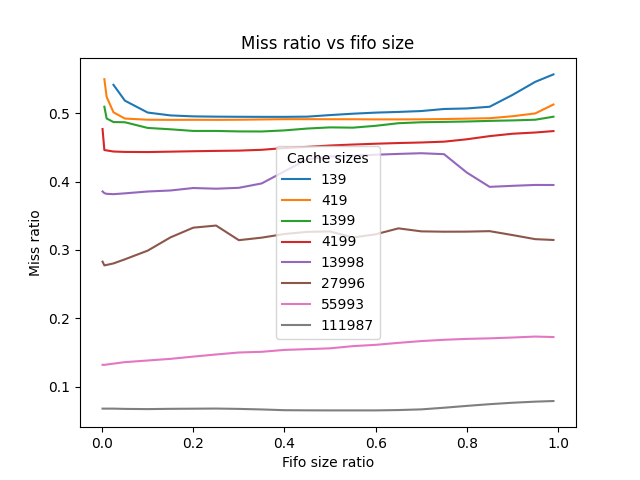 Miss ratio vs fifo size
Miss ratio
0.5
0.4
0.3
0.2
0.1
Cache sizes
139
419
1399
4199
13998
27996
55993
111987
0.0 0.2 0.4 0.6 0.8 1.0
Fifo size ratio